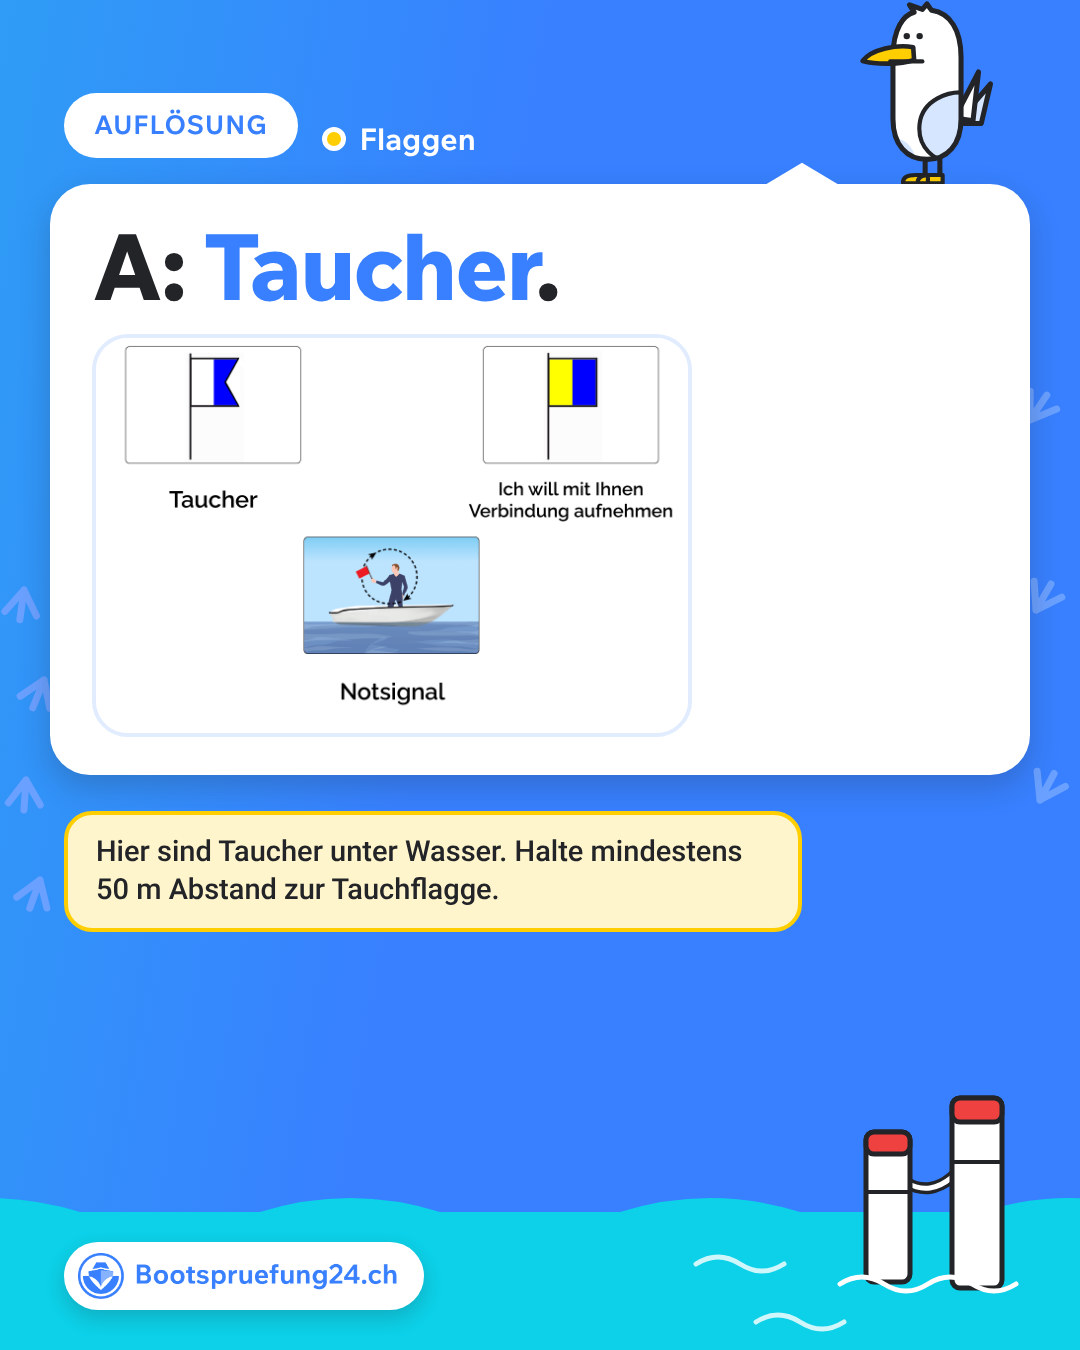 AUFLÖSUNG
Flaggen
A: Taucher.
Taucher
Ich will mit Ihnen
Verbindung aufnehmen
Notsignal
Hier sind Taucher unter Wasser. Halte mindestens
50 m Abstand zur Tauchflagge.
Bootspruefung24.ch